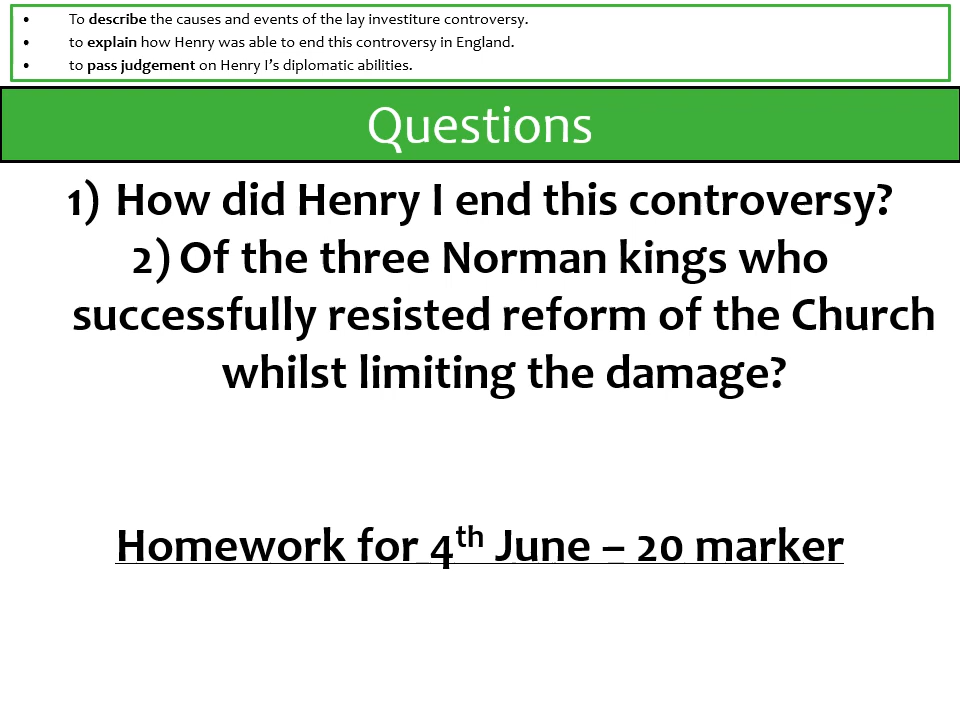 • To describe the causes and events of the lay investiture controversy.
• to explain how Henry was able to end this controversy in England.
• to pass judgement on Henry I's diplomatic abilities.
Questions
1) How did Henry I end this controversy?
2) Of the three Norman kings who
successfully resisted reform of the Church
whilst limiting the damage?
Homework for 4th June – 20 marker